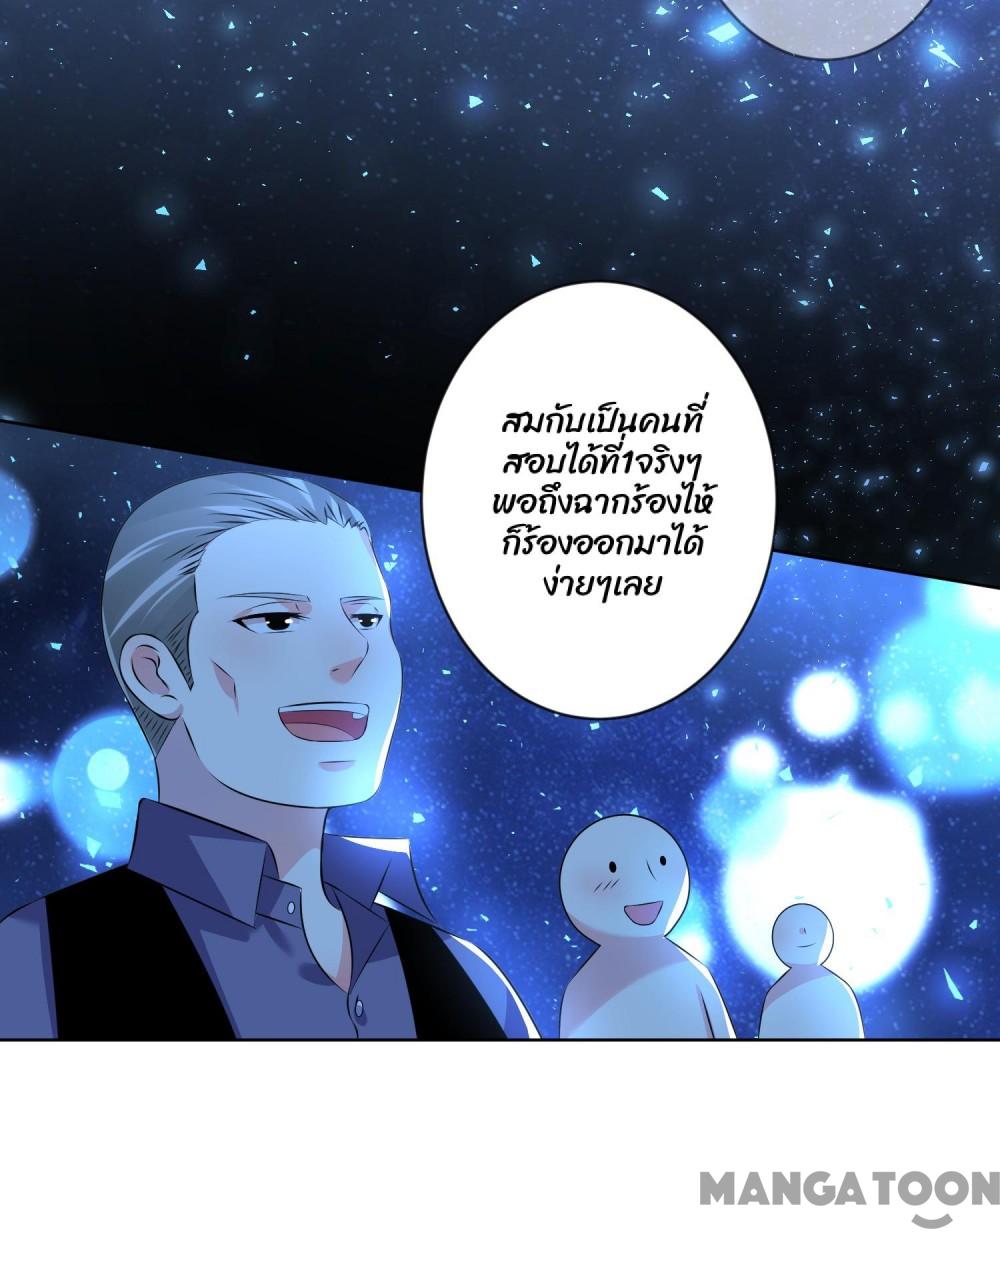 สมกับเป็นคนที่
สอบได้ที่1จริงๆ
พอถึงฉากร้องไห้
ก็ร้องออกมาได้
ง่ายๆเลย
MANGATOON